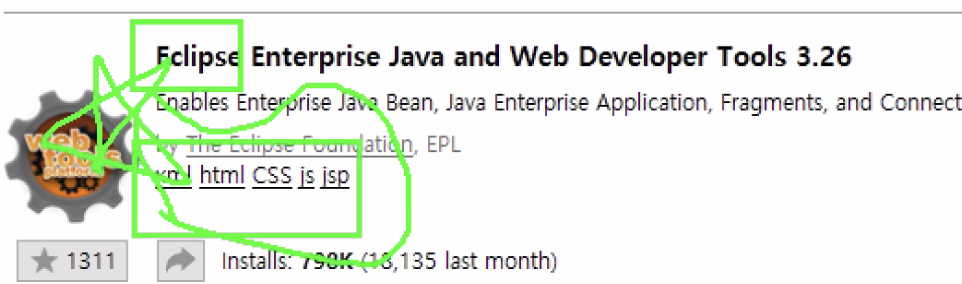 Eclipse Enterprise Java and Web Developer Tools 3.26
Enables Enterprise Java Bean, Java Enterprise Application, Fragments, and Connect
by The Eclipse Foundation, EPL
xml html CSS js jsp
web
tools
platform
1311 Installs: 798K (18,135 last month)